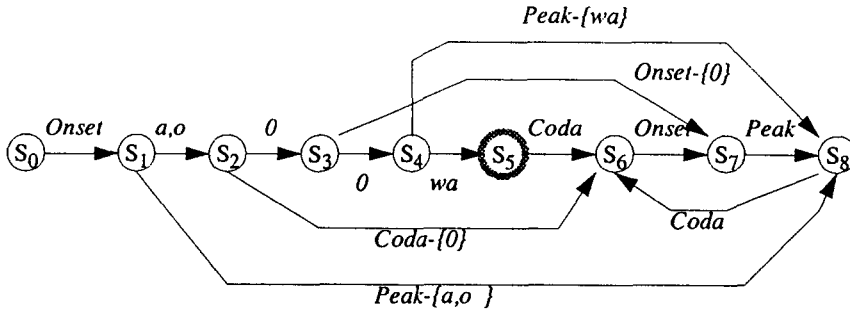 Peak-{wa}
Onset-{0}
Onset a,o 0 Coda Onset Peak
S0 S1 S2 S3 S4 S5 S6 S7 S8
0 wa
Coda
Coda-{0}
Peak-{a,o }